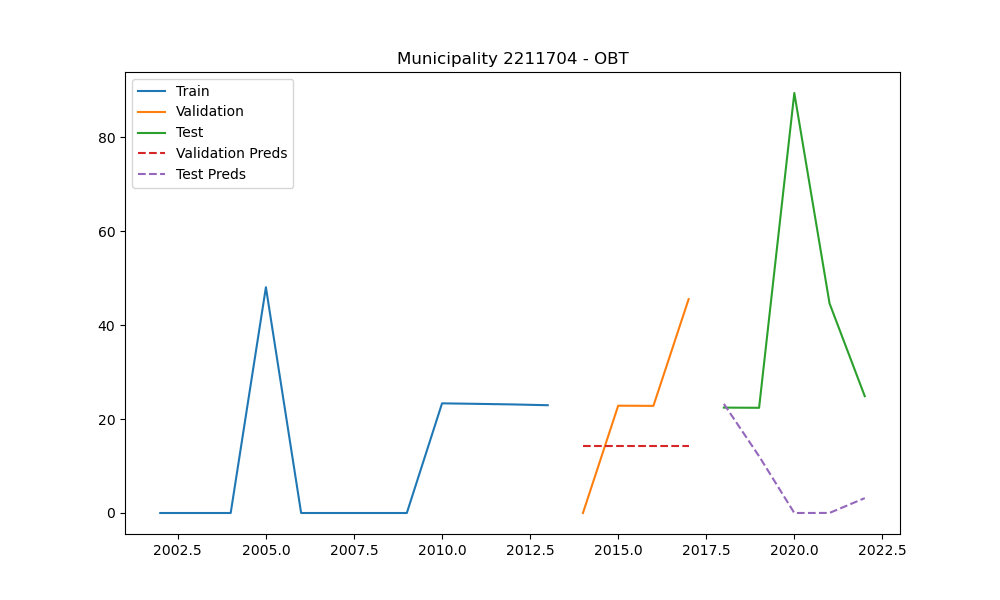 Municipality 2211704 - OBT
Train
Validation
Test
Validation Preds
Test Preds
80
60
40
20
0
2002.5 2005.0 2007.5 2010.0 2012.5 2015.0 2017.5 2020.0 2022.5